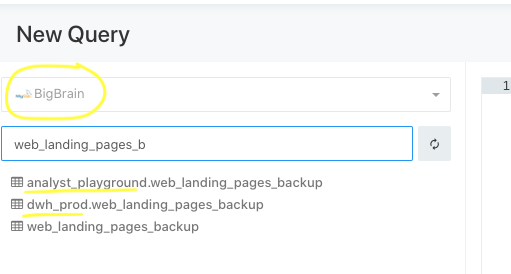 New Query
BigBrain
web_landing_pages_b
analyst_playground.web_landing_pages_backup
dwh_prod.web_landing_pages_backup
web_landing_pages_backup
1